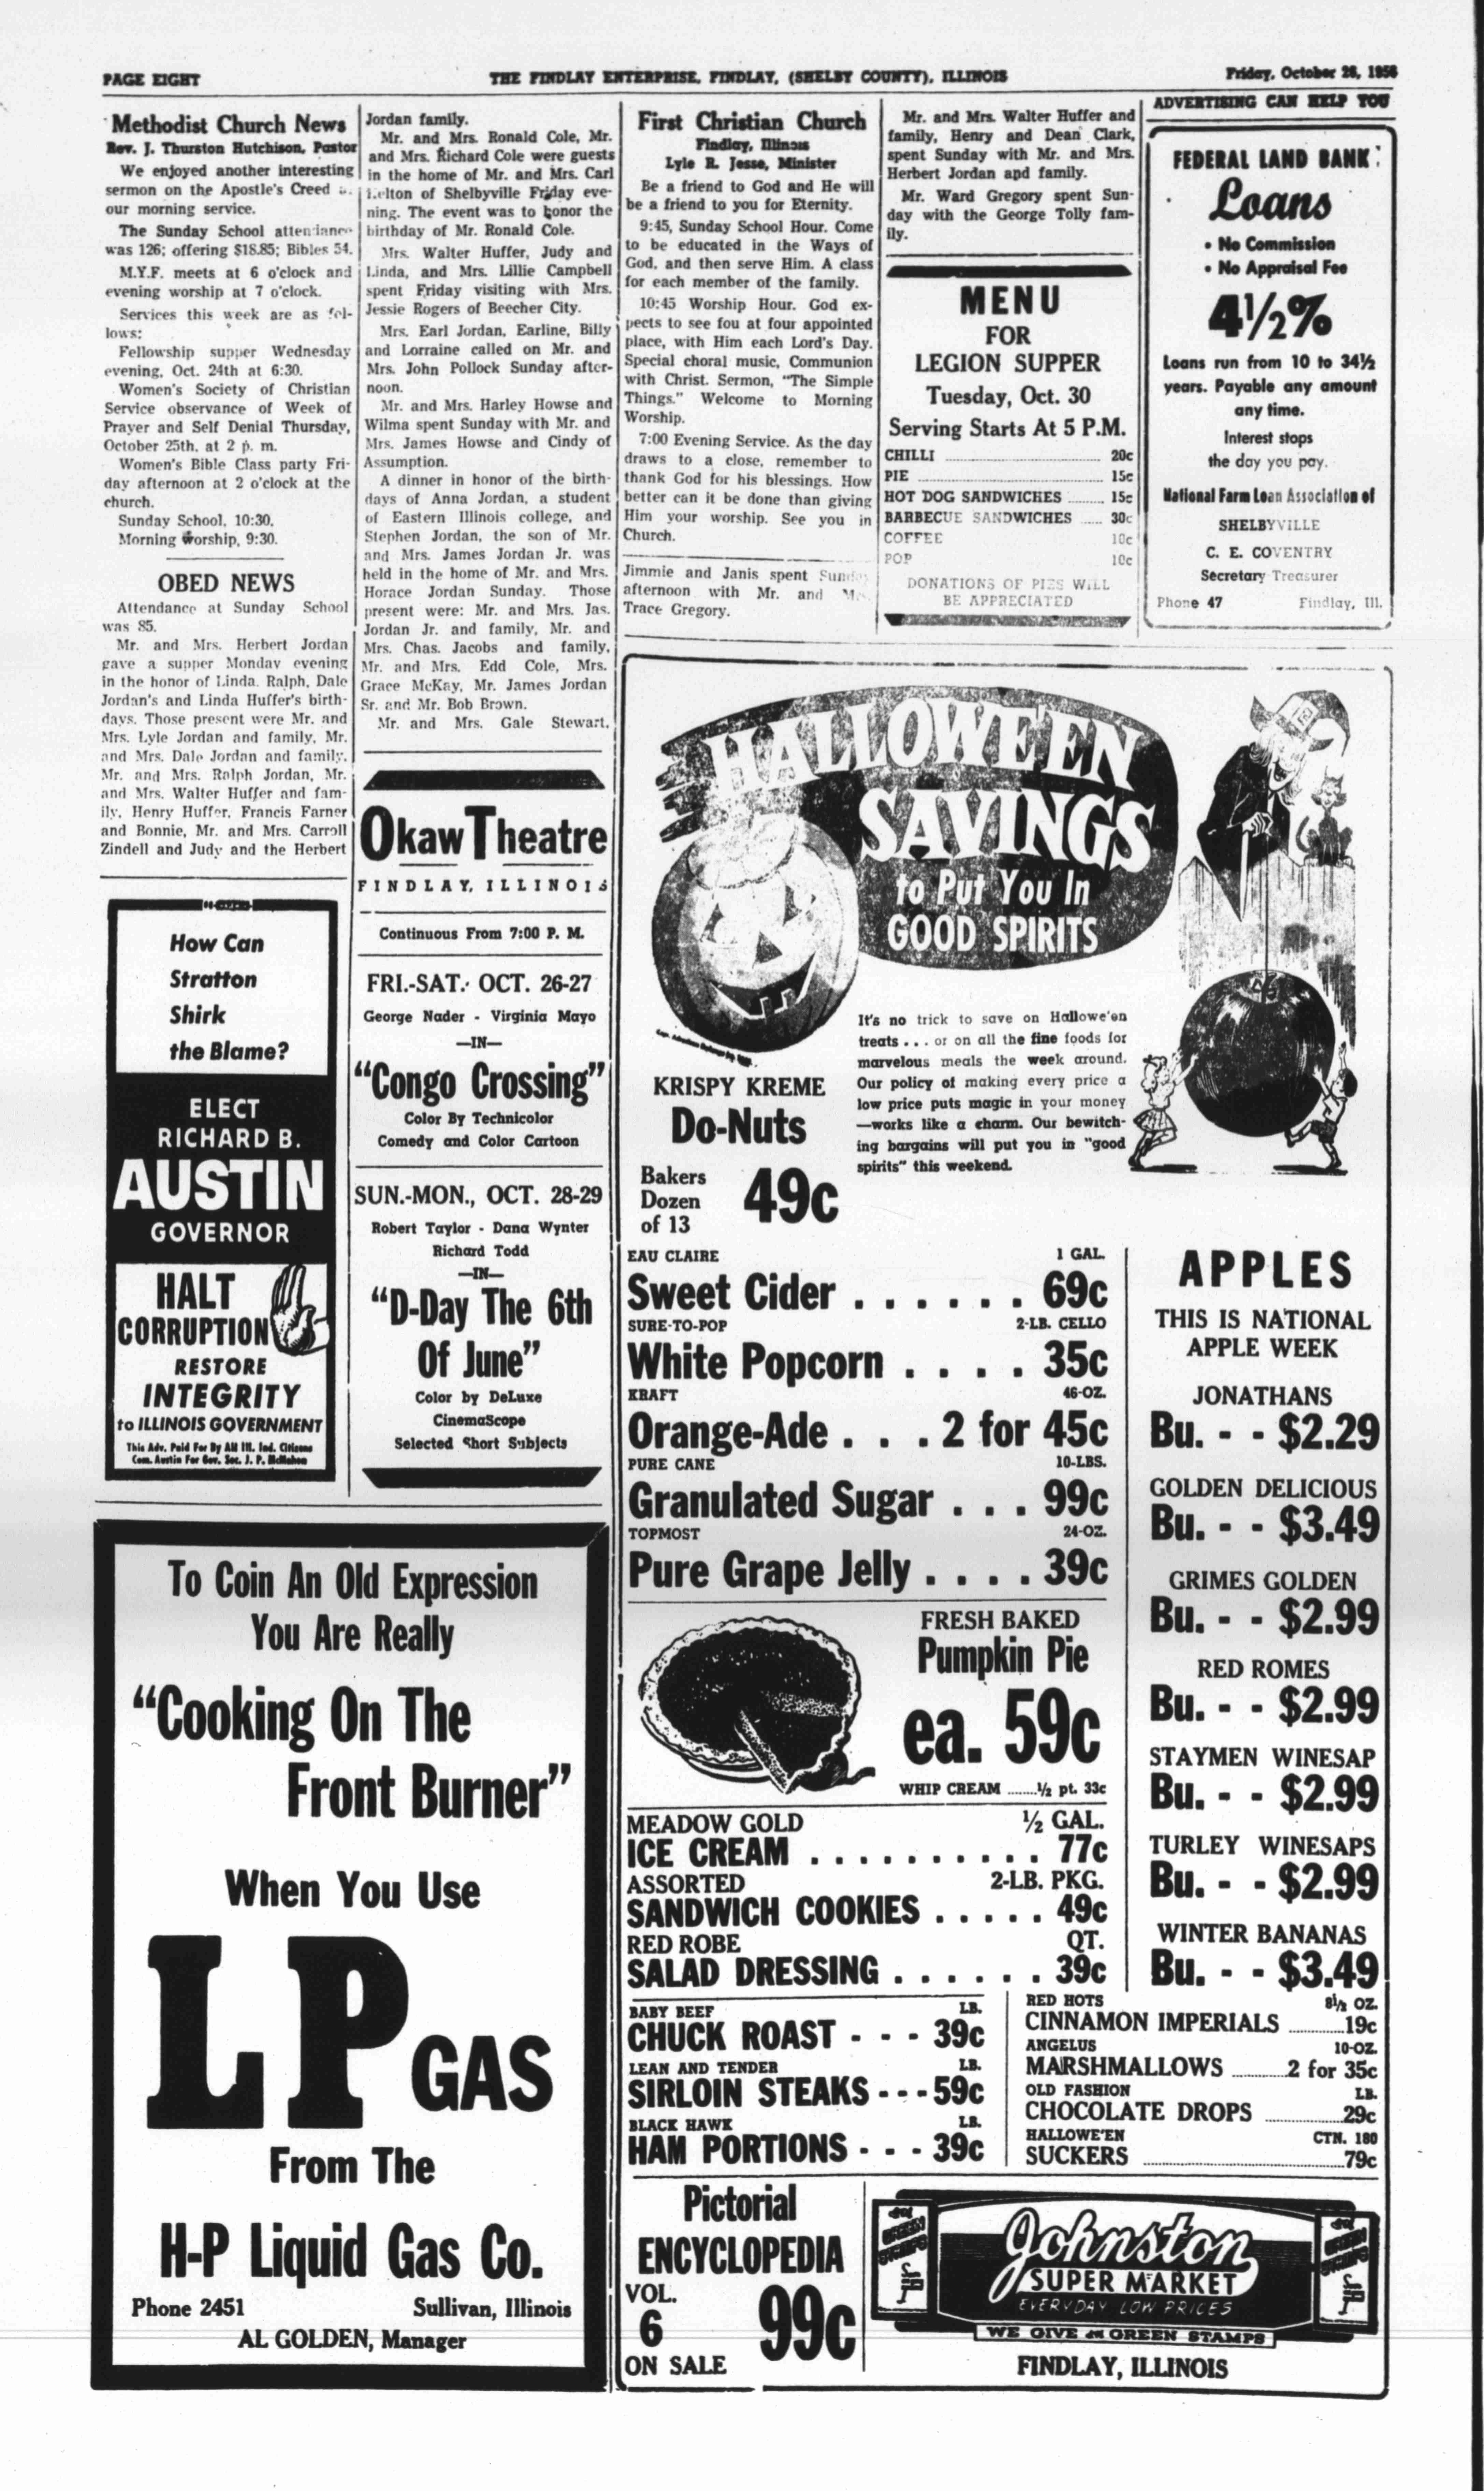 PAGE EIGHT
THE FINDLAY ENTERPRISE, FINDLAY, (SHELBY COUNTY), ILLINOIS
Friday, October 26, 1956
Methodist Church News
Rev. J. Thurston Hutchison, Pastor
We enjoyed another interesting
sermon on the Apostle's Creed
our morning service.
The Sunday School attendance
was 126; offering $18.85; Bibles 54.
M.Y.F. meets at 6 o'clock and
evening worship at 7 o'clock.
Services this week are as fol-
lows:
Fellowship supper Wednesday
evening, Oct. 24th at 6:30.
Women's Society of Christian
Service observance of Week of
Prayer and Self Denial Thursday,
October 25th, at 2 p. m.
Women's Bible Class party Fri-
day afternoon at 2 o'clock at the
church.
Sunday School, 10:30.
Morning Worship, 9:30.
OBED NEWS
Attendance at Sunday School
was 85.
Mr. and Mrs. Herbert Jordan
gave a supper Monday evening
in the honor of Linda, Ralph, Dale
Jordan's and Linda Huffer's birth-
days. Those present were Mr. and
Mrs. Lyle Jordan and family, Mr.
and Mrs. Dale Jordan and family,
Mr. and Mrs. Ralph Jordan, Mr.
and Mrs. Walter Huffer and fam-
ily, Henry Huffer, Francis Farner
and Bonnie, Mr. and Mrs. Carroll
Zindell and Judy and the Herbert
Jordan family.
Mr. and Mrs. Ronald Cole, Mr.
and Mrs. Richard Cole were guests
in the home of Mr. and Mrs. Carl
of Shelbyville Friday eve-
ning. The event was to honor the
birthday of Mr. Ronald Cole.
Mrs. Walter Huffer, Judy and
Linda, and Mrs. Lillie Campbell
spent Friday visiting with Mrs.
Jessie Rogers of Beecher City.
Mrs. Earl Jordan, Earline, Billy
and Lorraine called on Mr. and
Mrs. John Pollock Sunday after-
noon.
Mr. and Mrs. Harley Howse and
Wilma spent Sunday with Mr. and
Mrs. James Howse and Cindy of
Assumption.
A dinner in honor of the birth-
days of Anna Jordan, a student
of Eastern Illinois college, and
Stephen Jordan, the son of Mr.
and Mrs. James Jordan Jr. was
held in the home of Mr. and Mrs.
Horace Jordan Sunday. Those
present were: Mr. and Mrs. Jas.
Jordan Jr. and family, Mr. and
Mrs. Chas. Jacobs and family,
Mr. and Mrs. Edd Cole, Mrs.
Grace McKay, Mr. James Jordan
Sr. and Mr. Bob Brown.
Mr. and Mrs. Gale Stewart,
First Christian Church
Findlay, Illinois
Lyle R. Jesse, Minister
Be a friend to God and He will
be a friend to you for Eternity.
9:45, Sunday School Hour. Come
to be educated in the Ways of
God, and then serve Him. A class
for each member of the family.
10:45 Worship Hour. God ex-
pects to see fou at four appointed
place, with Him each Lord's Day.
Special choral music, Communion
with Christ. Sermon, "The Simple
Things." Welcome to Morning
Worship.
7:00 Evening Service. As the day
draws to a close, remember to
thank God for his blessings. How
better can it be done than giving
Him your worship. See you in
Church.
Jimmie and Janis spent Sunday
afternoon with Mr. and Mrs.
Trace Gregory.
Mr. and Mrs. Walter Huffer and
family, Henry and Dean Clark,
spent Sunday with Mr. and Mrs.
Herbert Jordan apd family.
Mr. Ward Gregory spent Sun-
day with the George Tolly fam-
ily.
MENU
FOR
LEGION SUPPER
Tuesday, Oct. 30
Serving Starts At 5 P.M.
CHILLI 20c
PIE 15c
HOT DOG SANDWICHES 15c
BARBECUE SANDWICHES 30c
COFFEE 10c
POP 10c
DONATIONS OF PIES WILL
BE APPRECIATED
ADVERTISING CAN HELP YOU
FEDERAL LAND BANK
Loans
• No Commission
• No Appraisal Fee
4½%
Loans run from 10 to 34½
years. Payable any amount
any time.
Interest stops
the day you pay.
National Farm Loan Association of
SHELBYVILLE
C. E. COVENTRY
Secretary Treasurer
Phone 47 Findlay, Ill.
How Can
Stratton
Shirk
the Blame?
ELECT
RICHARD B.
AUSTIN
GOVERNOR
HALT
CORRUPTION
RESTORE
INTEGRITY
to ILLINOIS GOVERNMENT
This Adv. Paid For By All Ill. Ind. Citizens
Com. Austin For Gov. Sec. J. P. McMahon
Okaw Theatre
FINDLAY, ILLINOIS
Continuous From 7:00 P. M.
FRI.-SAT. OCT. 26-27
George Nader - Virginia Mayo
—IN—
"Congo Crossing"
Color By Technicolor
Comedy and Color Cartoon
SUN.-MON., OCT. 28-29
Robert Taylor - Dana Wynter
Richard Todd
—IN—
"D-Day The 6th
Of June"
Color by DeLuxe
CinemaScope
Selected Short Subjects
To Coin An Old Expression
You Are Really
"Cooking On The
Front Burner"
When You Use
LP GAS
From The
H-P Liquid Gas Co.
Phone 2451 Sullivan, Illinois
AL GOLDEN, Manager
HALLOWE'EN
SAVINGS
to Put You In
GOOD SPIRITS
It's no trick to save on Hallowe'en
treats . . . or on all the fine foods for
marvelous meals the week around.
Our policy of making every price a
low price puts magic in your money
—works like a charm. Our bewitch-
ing bargains will put you in "good
spirits" this weekend.
KRISPY KREME
Do-Nuts
Bakers
Dozen
of 13
49c
EAU CLAIRE 1 GAL.
Sweet Cider . . . . . . . 69c
SURE-TO-POP 2-LB. CELLO
White Popcorn . . . . . 35c
KRAFT 46-OZ.
Orange-Ade . . . . 2 for 45c
PURE CANE 10-LBS.
Granulated Sugar . . . 99c
TOPMOST 24-OZ.
Pure Grape Jelly . . . . . 39c
FRESH BAKED
Pumpkin Pie
ea. 59c
WHIP CREAM ........½ pt. 33c
MEADOW GOLD ½ GAL.
ICE CREAM . . . . . . . . . . 77c
ASSORTED 2-LB. PKG.
SANDWICH COOKIES . . . . . 49c
RED ROBE QT.
SALAD DRESSING . . . . . . . 39c
APPLES
THIS IS NATIONAL
APPLE WEEK
JONATHANS
Bu. - - $2.29
GOLDEN DELICIOUS
Bu. - - $3.49
GRIMES GOLDEN
Bu. - - $2.99
RED ROMES
Bu. - - $2.99
STAYMEN WINESAP
Bu. - - $2.99
TURLEY WINESAPS
Bu. - - $2.99
WINTER BANANAS
Bu. - - $3.49
BABY BEEF LB.
CHUCK ROAST - - - 39c
LEAN AND TENDER LB.
SIRLOIN STEAKS - - - 59c
BLACK HAWK LB.
HAM PORTIONS - - - 39c
RED HOTS 8½ OZ.
CINNAMON IMPERIALS 19c
ANGELUS 10-OZ.
MARSHMALLOWS 2 for 35c
OLD FASHION LB.
CHOCOLATE DROPS 29c
HALLOWE'EN CTN. 180
SUCKERS 79c
Pictorial
ENCYCLOPEDIA
VOL.
6
ON SALE
99c
Johnston
SUPER MARKET
EVERYDAY LOW PRICES
WE GIVE GREEN STAMPS
FINDLAY, ILLINOIS